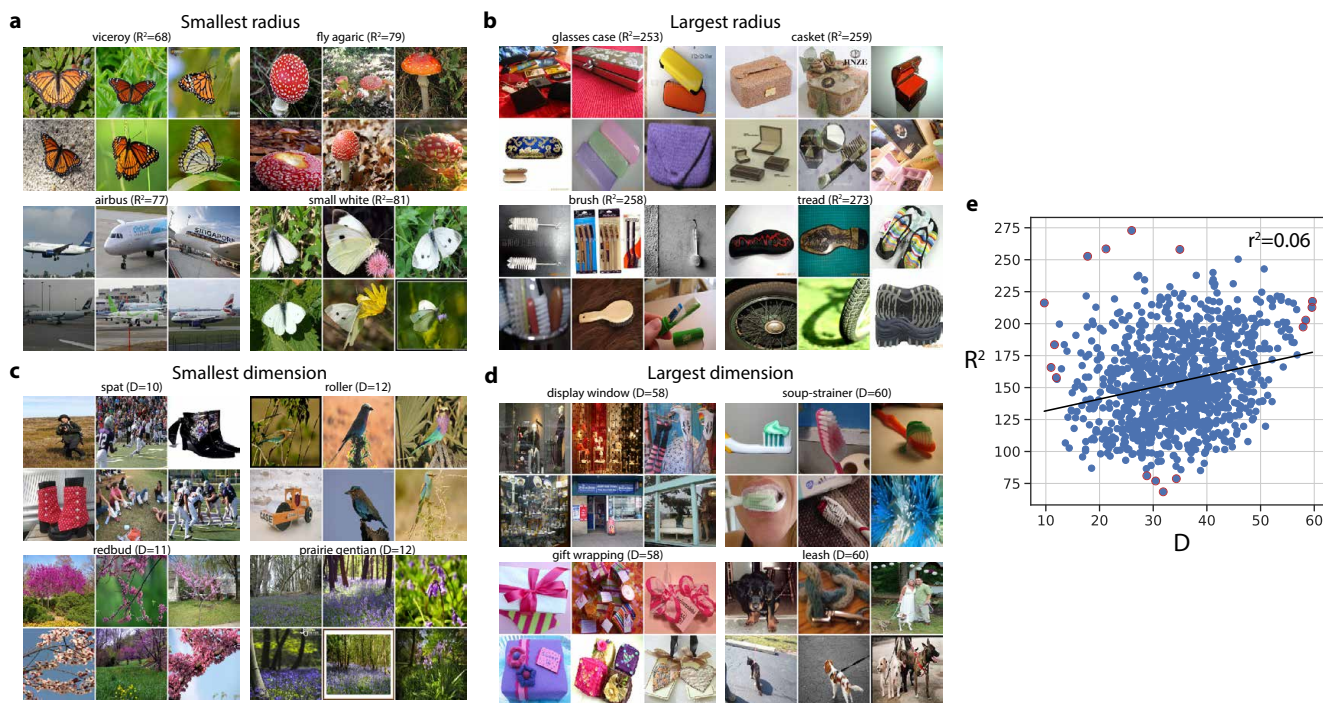 a
Smallest radius
viceroy (R²=68)
fly agaric (R²=79)
airbus (R²=77)
small white (R²=81)
b
Largest radius
glasses case (R²=253)
casket (R²=259)
HNZE
brush (R²=258)
tread (R²=273)
c
Smallest dimension
spat (D=10)
roller (D=12)
redbud (D=11)
prairie gentian (D=12)
d
Largest dimension
display window (D=58)
soup-strainer (D=60)
gift wrapping (D=58)
leash (D=60)
e
r²=0.06
275
250
225
200
175
150
125
100
75
R²
10 20 30 40 50 60
D